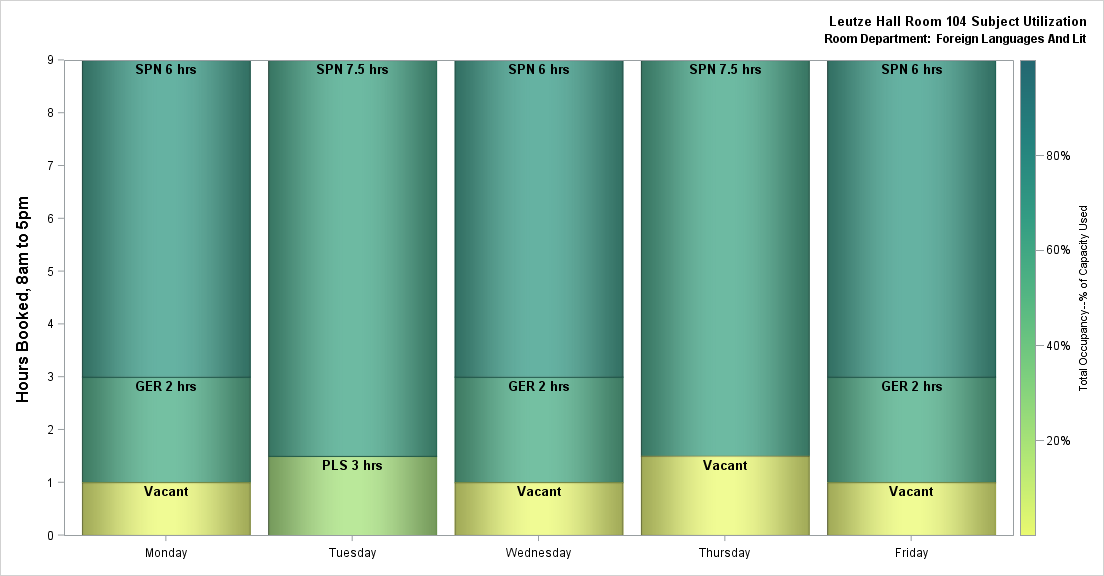 Leutze Hall Room 104 Subject Utilization
Room Department: Foreign Languages And Lit
Hours Booked, 8am to 5pm
9
8
7
6
5
4
3
2
1
0
SPN 6 hrs
GER 2 hrs
Vacant
SPN 7.5 hrs
PLS 3 hrs
SPN 6 hrs
GER 2 hrs
Vacant
SPN 7.5 hrs
Vacant
SPN 6 hrs
GER 2 hrs
Vacant
Monday
Tuesday
Wednesday
Thursday
Friday
80%
60%
40%
20%
Total Occupancy--% of Capacity Used